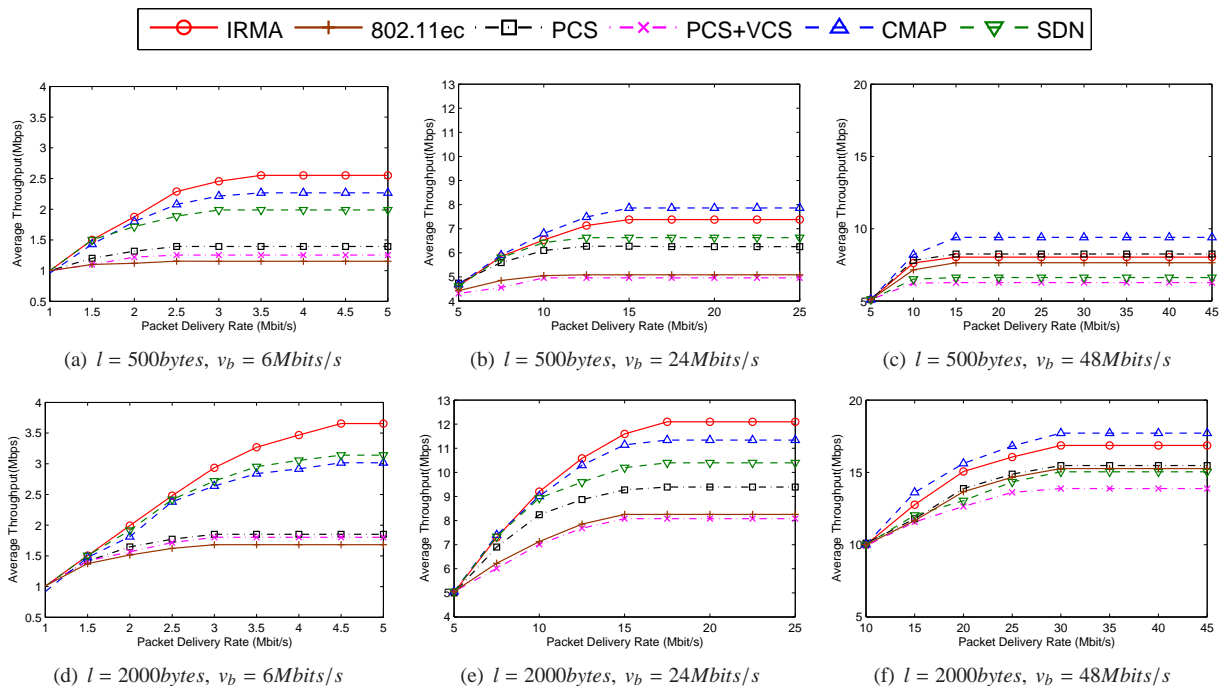 IRMA 802.11ec PCS PCS+VCS CMAP SDN
4
3.5
3
2.5
2
1.5
1
0.5
Average Throughput(Mbps)
1 1.5 2 2.5 3 3.5 4 4.5 5
Packet Delivery Rate (Mbit/s)
(a) l = 500bytes, v_b = 6Mbits/s
13
12
11
10
9
8
7
6
5
4
Average Throughput(Mbps)
5 10 15 20 25
Packet Delivery Rate (Mbit/s)
(b) l = 500bytes, v_b = 24Mbits/s
20
15
10
5
Average Throughput(Mbps)
5 10 15 20 25 30 35 40 45
Packet Delivery Rate (Mbit/s)
(c) l = 500bytes, v_b = 48Mbits/s
4
3.5
3
2.5
2
1.5
1
0.5
Average Throughput(Mbps)
1 1.5 2 2.5 3 3.5 4 4.5 5
Packet Delivery Rate (Mbit/s)
(d) l = 2000bytes, v_b = 6Mbits/s
13
12
11
10
9
8
7
6
5
4
Average Throughput (Mbps)
5 10 15 20 25
Packet Delivery Rate (Mbit/s)
(e) l = 2000bytes, v_b = 24Mbits/s
20
15
10
5
Average Throughput (Mbps)
10 15 20 25 30 35 40 45
Packet Delivery Rate (Mbit/s)
(f) l = 2000bytes, v_b = 48Mbits/s